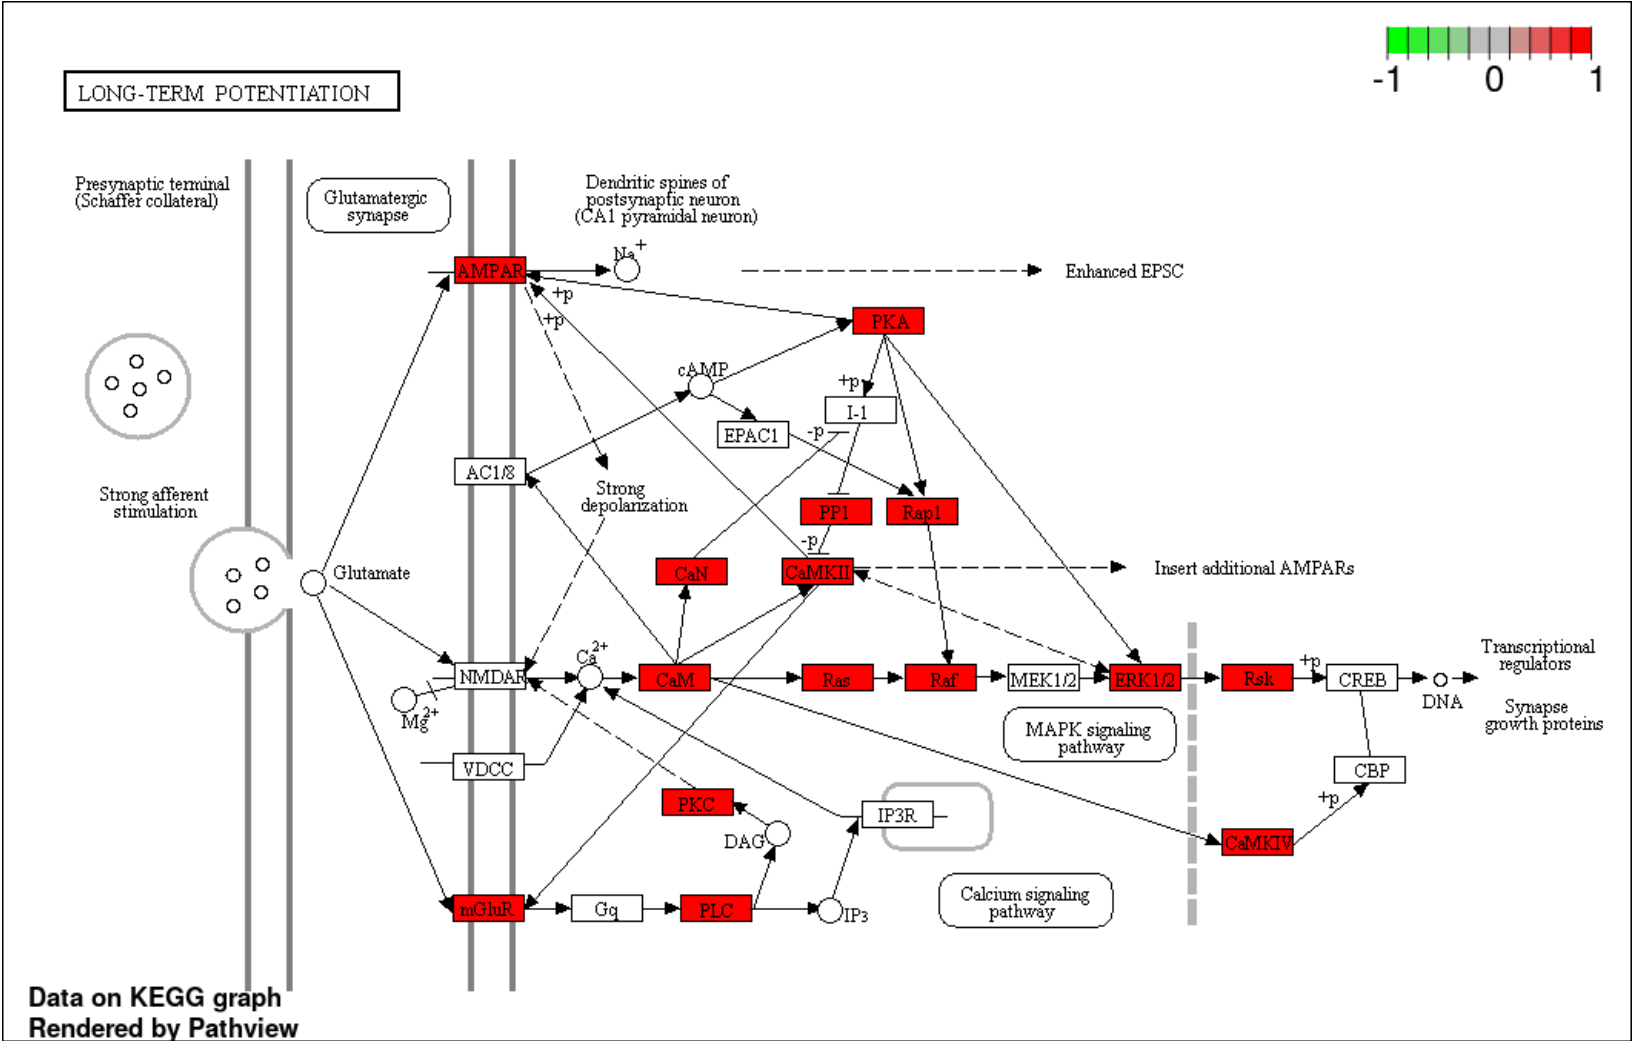 -1 0 1
LONG-TERM POTENTIATION
Presynaptic terminal
(Schaffer collateral)
Glutamatergic
synapse
Dendritic spines of
postsynaptic neuron
(CA1 pyramidal neuron)
AMPAR
Na+
Enhanced EPSC
+p
+p
PKA
cAMP
+p
I-1
EPAC1
-p
AC1/8
Strong afferent
stimulation
Strong
depolarization
PP1
Rap1
-p
Glutamate
CaN
CaMKII
Insert additional AMPARs
Ca2+
NMDAR
CaM
Ras
Raf
MEK1/2
ERK1/2
Rsk
+p
CREB
DNA
Transcriptional
regulators
Synapse
growth proteins
Mg2+
MAPK signaling
pathway
VDCC
CBP
PKC
IP3R
+p
DAG
CaMKIV
mGluR
Gq
PLC
IP3
Calcium signaling
pathway
Data on KEGG graph
Rendered by Pathview